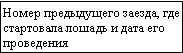 Номер предыдущего заезда, где
стартовала лошадь и дата его
проведения